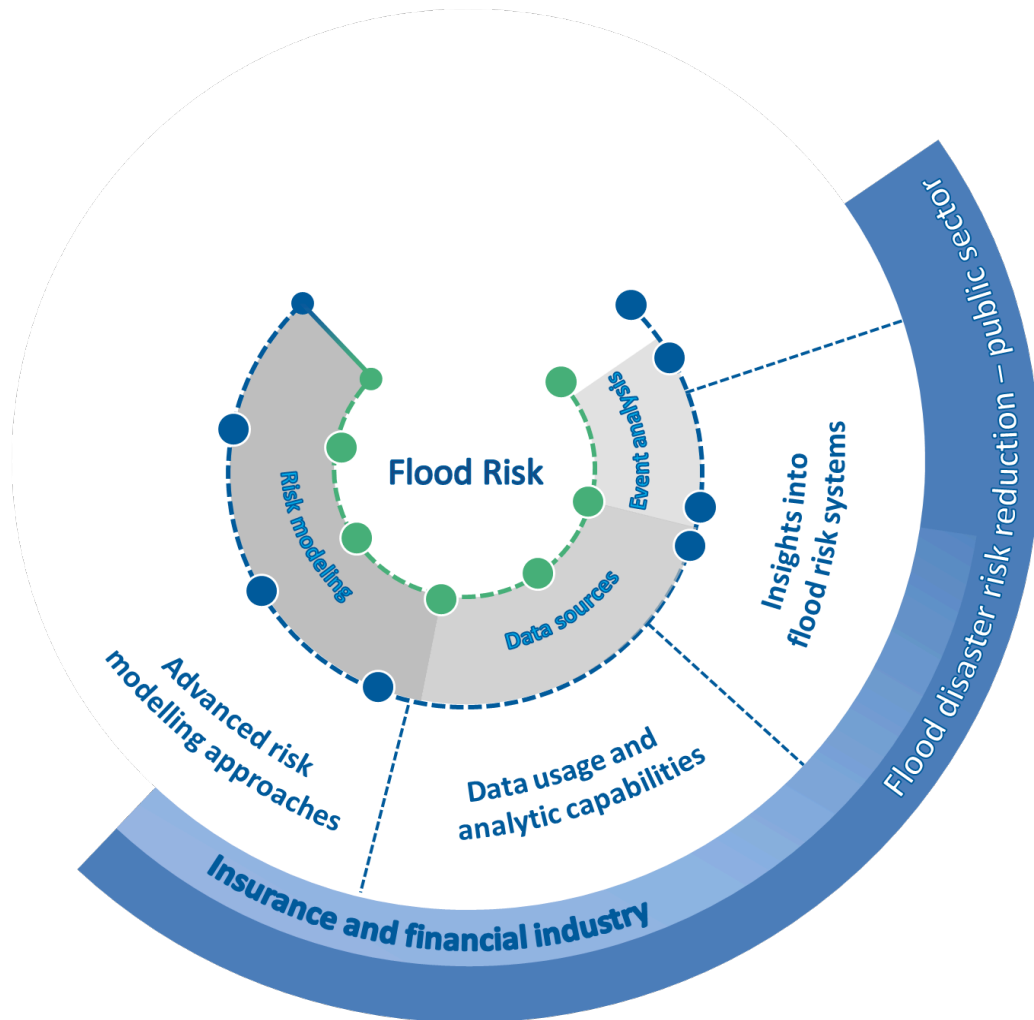 Flood Risk
Event analysis
Data sources
Risk modeling
Insights into
flood risk systems
Data usage and
analytic capabilities
Advanced risk
modelling approaches
Flood disaster risk reduction – public sector
Insurance and financial industry